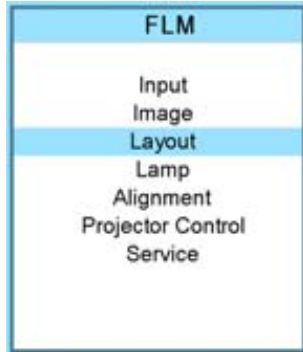 FLM
Input
Image
Layout
Lamp
Alignment
Projector Control
Service